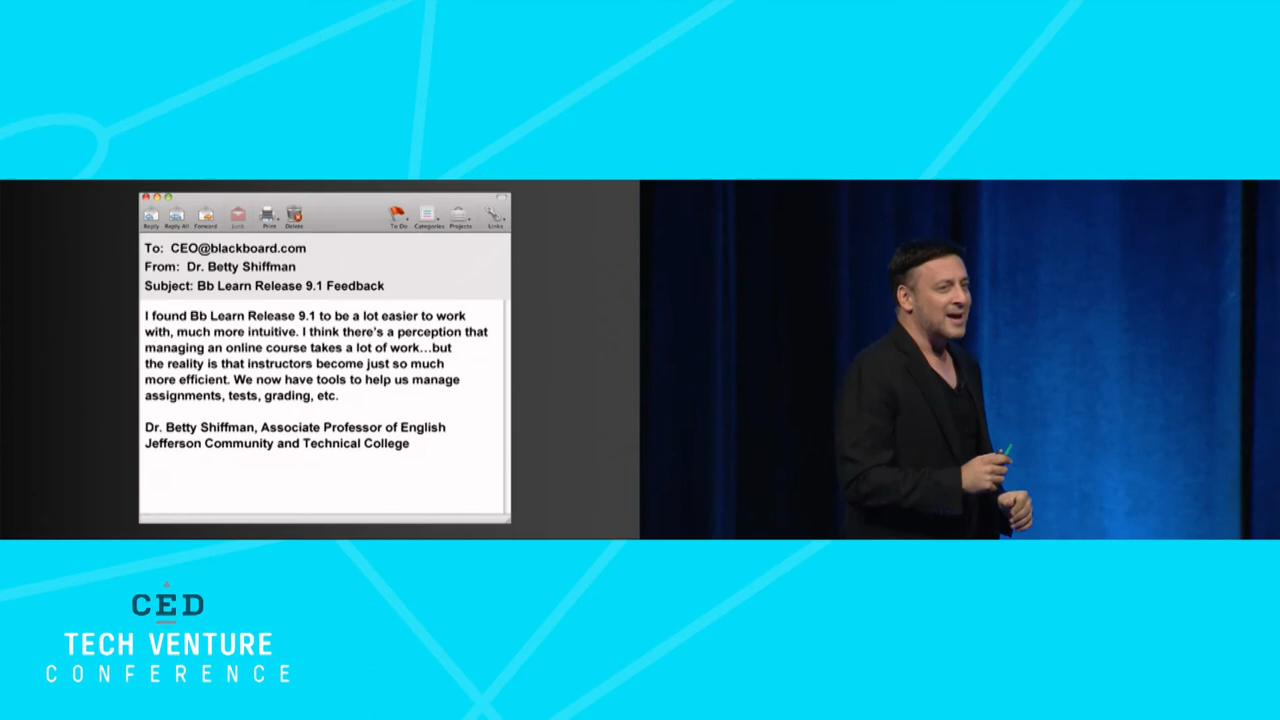 Reply
Reply All
Forward
Junk
Print
Delete
To Do
Categories
Projects
Links
To: CEO@blackboard.com
From: Dr. Betty Shiffman
Subject: Bb Learn Release 9.1 Feedback
I found Bb Learn Release 9.1 to be a lot easier to work
with, much more intuitive. I think there's a perception that
managing an online course takes a lot of work...but
the reality is that instructors become just so much
more efficient. We now have tools to help us manage
assignments, tests, grading, etc.
Dr. Betty Shiffman, Associate Professor of English
Jefferson Community and Technical College
CED
TECH VENTURE
CONFERENCE